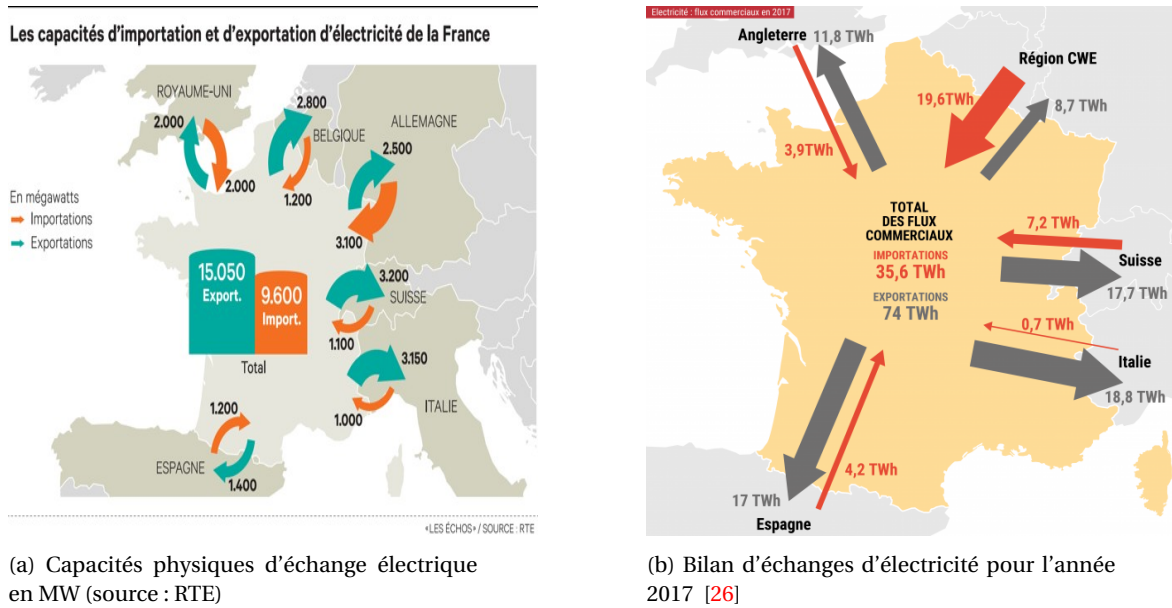 Les capacités d'importation et d'exportation d'électricité de la France
ROYAUME-UNI
2.000
2.000
2.800
BELGIQUE
1.200
ALLEMAGNE
2.500
3.100
En mégawatts
Importations
Exportations
15.050
Export.
9.600
Import.
Total
3.200
SUISSE
1.100
3.150
1.000
ITALIE
1.200
ESPAGNE
1.400
«LES ÉCHOS» / SOURCE : RTE
(a) Capacités physiques d'échange électrique
en MW (source : RTE)
Electricité : flux commerciaux en 2017
Angleterre
11,8 TWh
Région CWE
19,6TWh
8,7 TWh
3,9TWh
TOTAL
DES FLUX
COMMERCIAUX
IMPORTATIONS
35,6 TWh
EXPORTATIONS
74 TWh
7,2 TWh
Suisse
17,7 TWh
0,7 TWh
Italie
18,8 TWh
4,2 TWh
17 TWh
Espagne
(b) Bilan d'échanges d'électricité pour l'année
2017 [26]